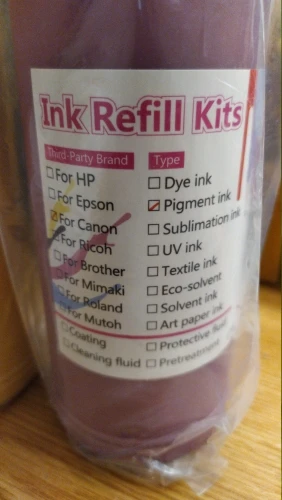 Ink Refill Kits
Third-Party Brand
For HP
For Epson
For Canon
For Ricoh
For Brother
For Mimaki
For Roland
For Mutoh
Coating
Cleaning fluid
Type
Dye ink
Pigment ink
Sublimation ink
UV ink
Textile ink
Eco-solvent
Solvent ink
Art paper ink
Protective fluid
Pretreatment